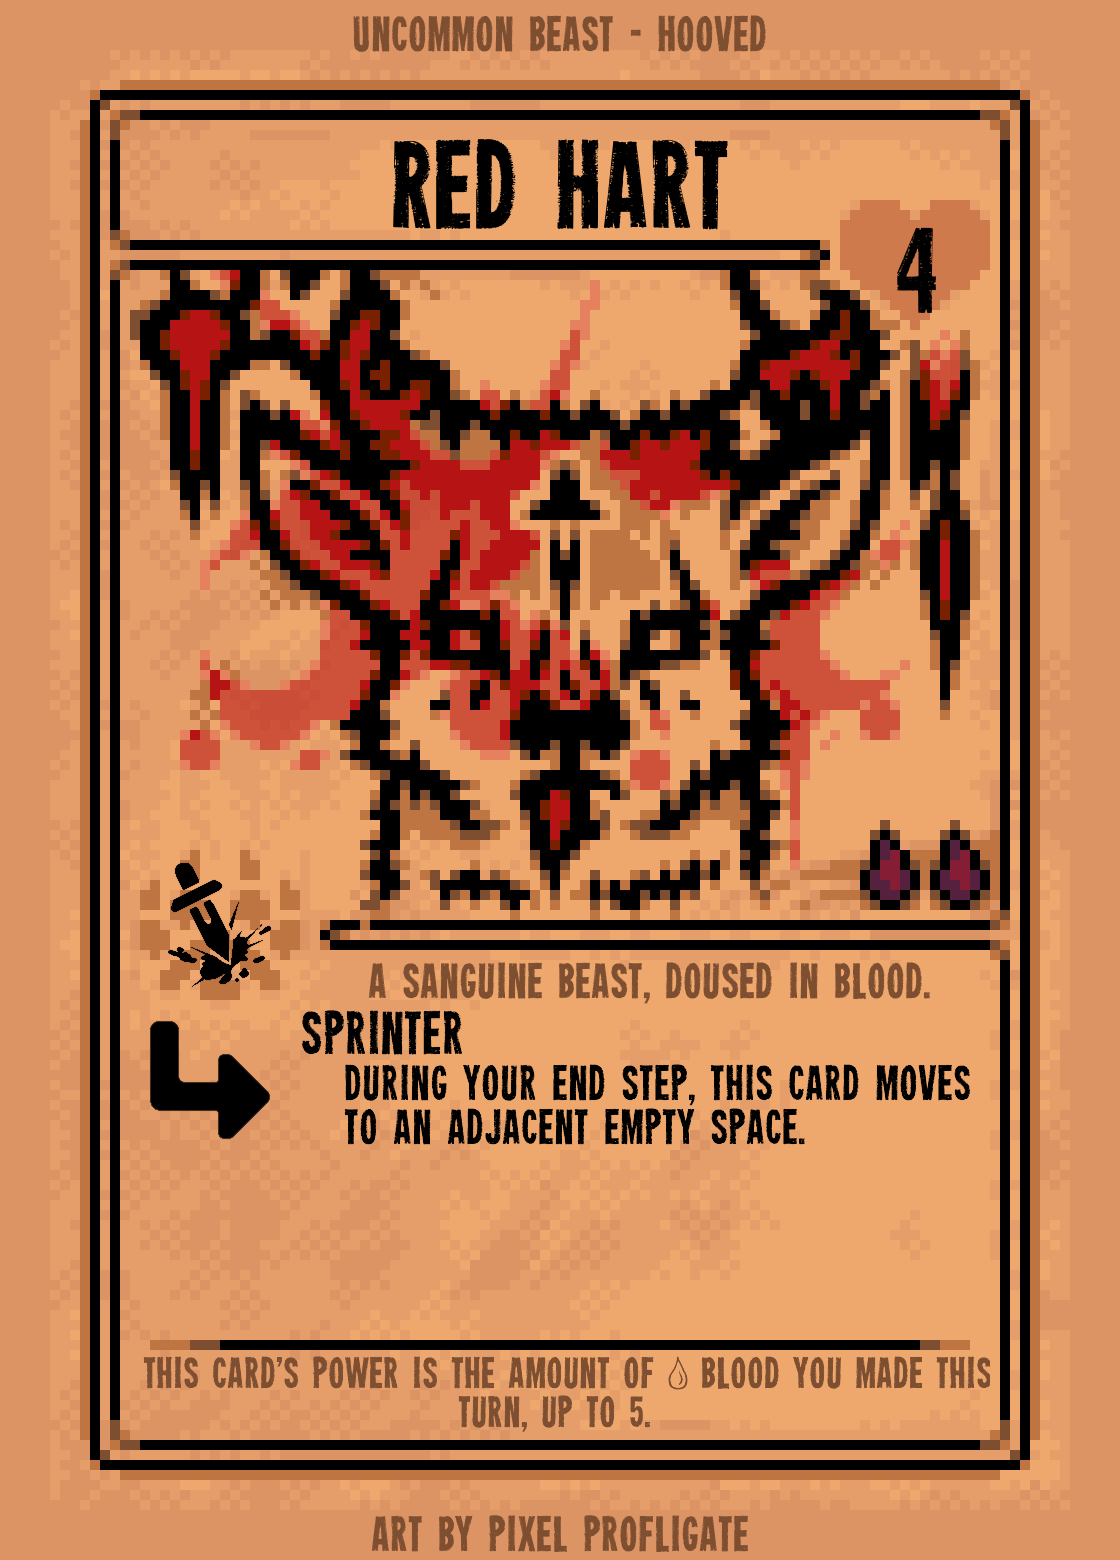 UNCOMMON BEAST - HOOVED
RED HART
4
A SANGUINE BEAST, DOUSED IN BLOOD.
SPRINTER
DURING YOUR END STEP, THIS CARD MOVES
TO AN ADJACENT EMPTY SPACE.
THIS CARD'S POWER IS THE AMOUNT OF BLOOD YOU MADE THIS
TURN, UP TO 5.
ART BY PIXEL PROFLIGATE